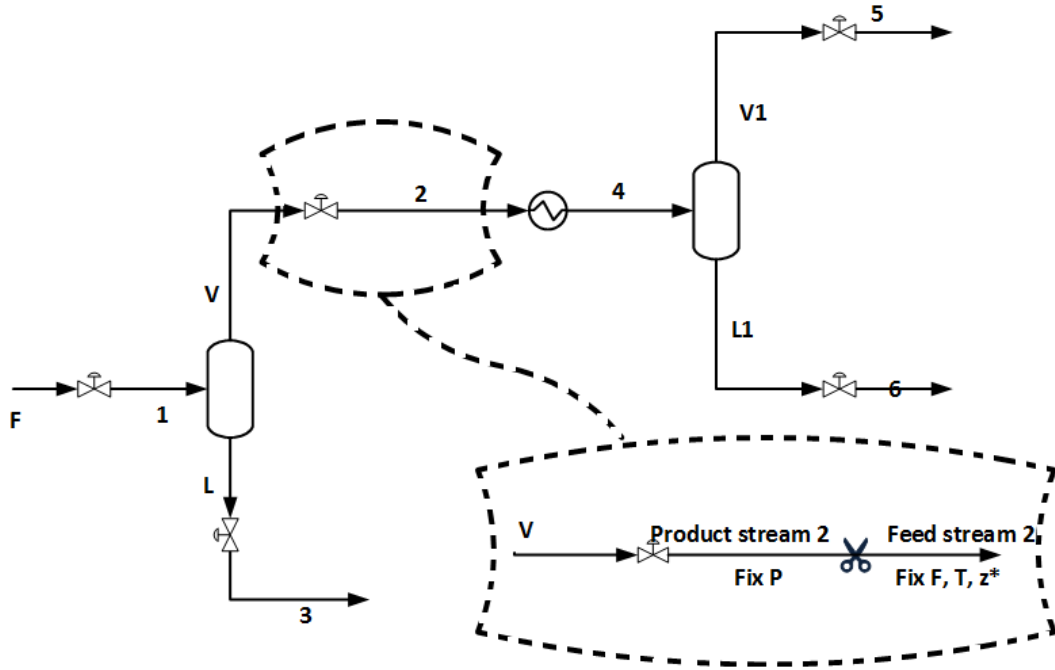 5
V1
2
4
V
L1
F
1
6
L
V
Product stream 2
Feed stream 2
Fix P
Fix F, T, z*
3